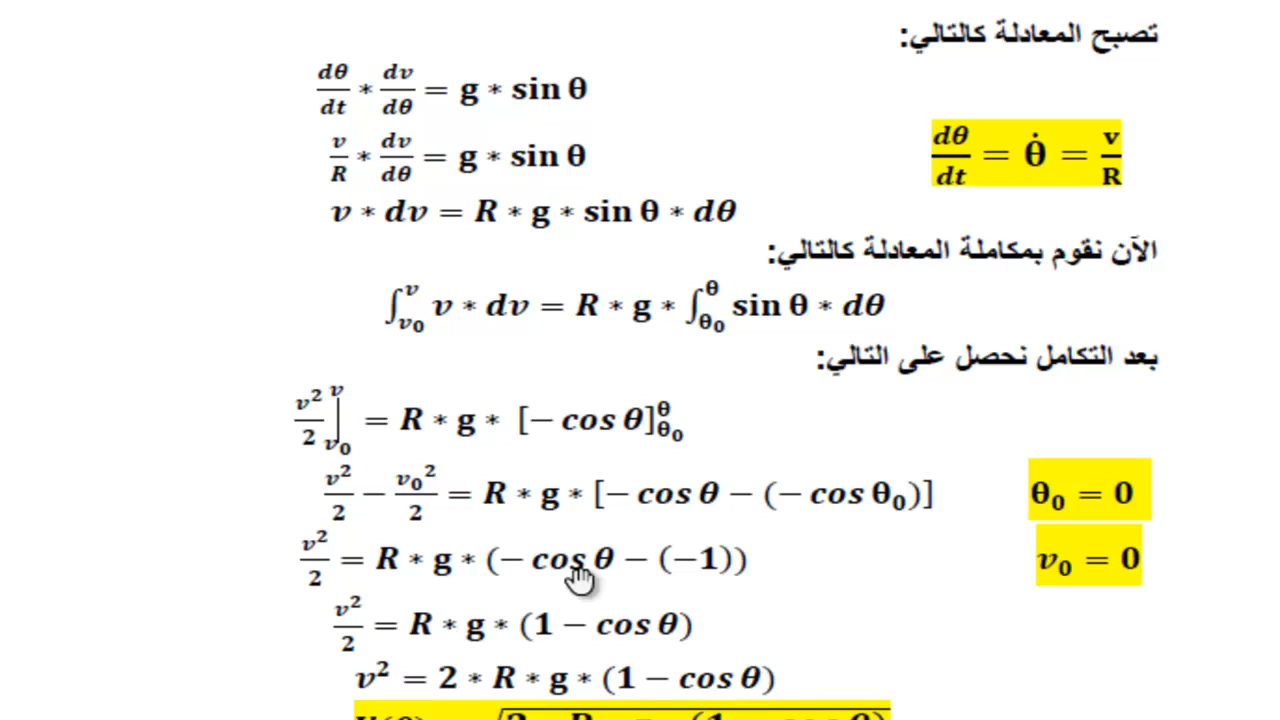 تصبح المعادلة كالتالي:
dθ/dt * dv/dθ = g * sin θ
v/R * dv/dθ = g * sin θ
dθ/dt = θ̇ = v/R
v * dv = R * g * sin θ * dθ
الآن نقوم بمكاملة المعادلة كالتالي:
∫_{v₀}^{v} v * dv = R * g * ∫_{θ₀}^{θ} sin θ * dθ
بعد التكامل نحصل على التالي:
v²/2 |_{v₀}^{v} = R * g * [− cos θ]_{θ₀}^{θ}
v²/2 − v₀²/2 = R * g * [− cos θ − (− cos θ₀)]
θ₀ = 0
v²/2 = R * g * (− cos θ − (−1))
v₀ = 0
v²/2 = R * g * (1 − cos θ)
v² = 2 * R * g * (1 − cos θ)